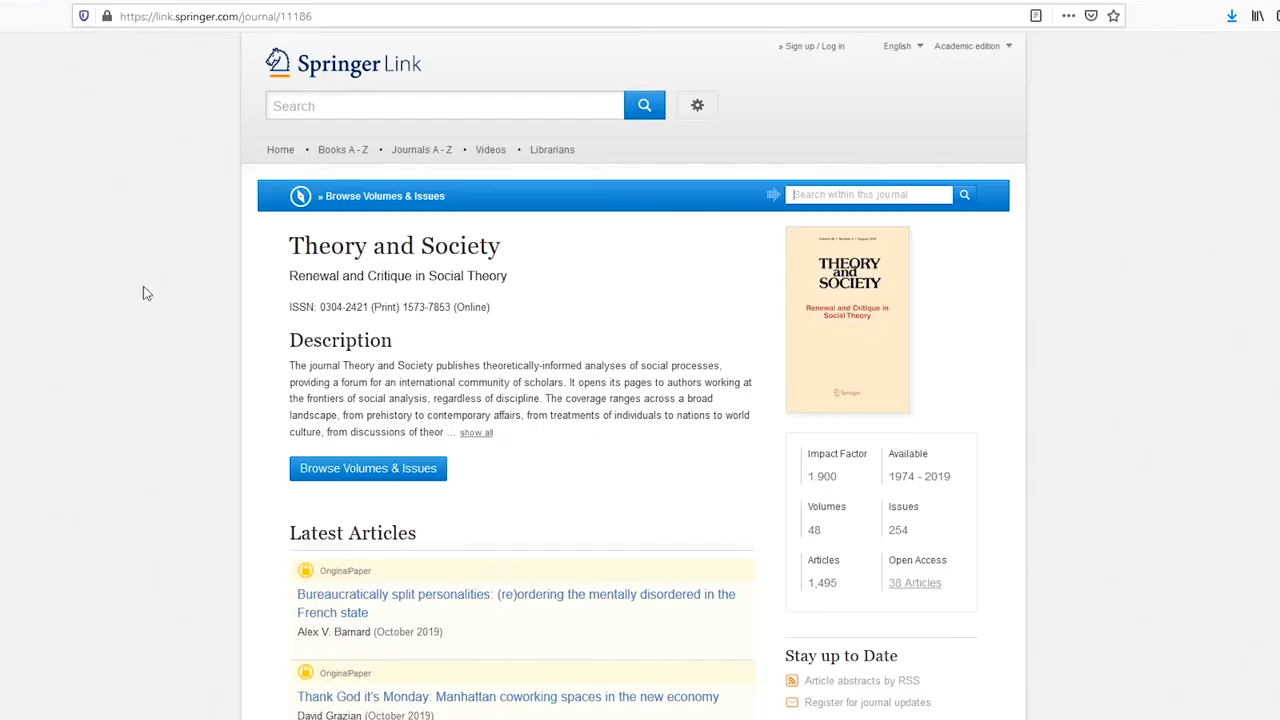 https://link.springer.com/journal/11186
» Sign up / Log in
English
Academic edition
Springer Link
Search
Home • Books A - Z • Journals A - Z • Videos • Librarians
» Browse Volumes & Issues
Search within this journal
Theory and Society
Renewal and Critique in Social Theory
ISSN: 0304-2421 (Print) 1573-7853 (Online)
Description
The journal Theory and Society publishes theoretically-informed analyses of social processes,
providing a forum for an international community of scholars. It opens its pages to authors working at
the frontiers of social analysis, regardless of discipline. The coverage ranges across a broad
landscape, from prehistory to contemporary affairs, from treatments of individuals to nations to world
culture, from discussions of theor ... show all
Browse Volumes & Issues
Latest Articles
OriginalPaper
Bureaucratically split personalities: (re)ordering the mentally disordered in the
French state
Alex V. Barnard (October 2019)
OriginalPaper
Thank God it's Monday: Manhattan coworking spaces in the new economy
David Grazian (October 2019)
THEORY
and
SOCIETY
Renewal and Critique in
Social Theory
Springer
Impact Factor
1.900
Available
1974 - 2019
Volumes
48
Issues
254
Articles
1,495
Open Access
38 Articles
Stay up to Date
Article abstracts by RSS
Register for journal updates